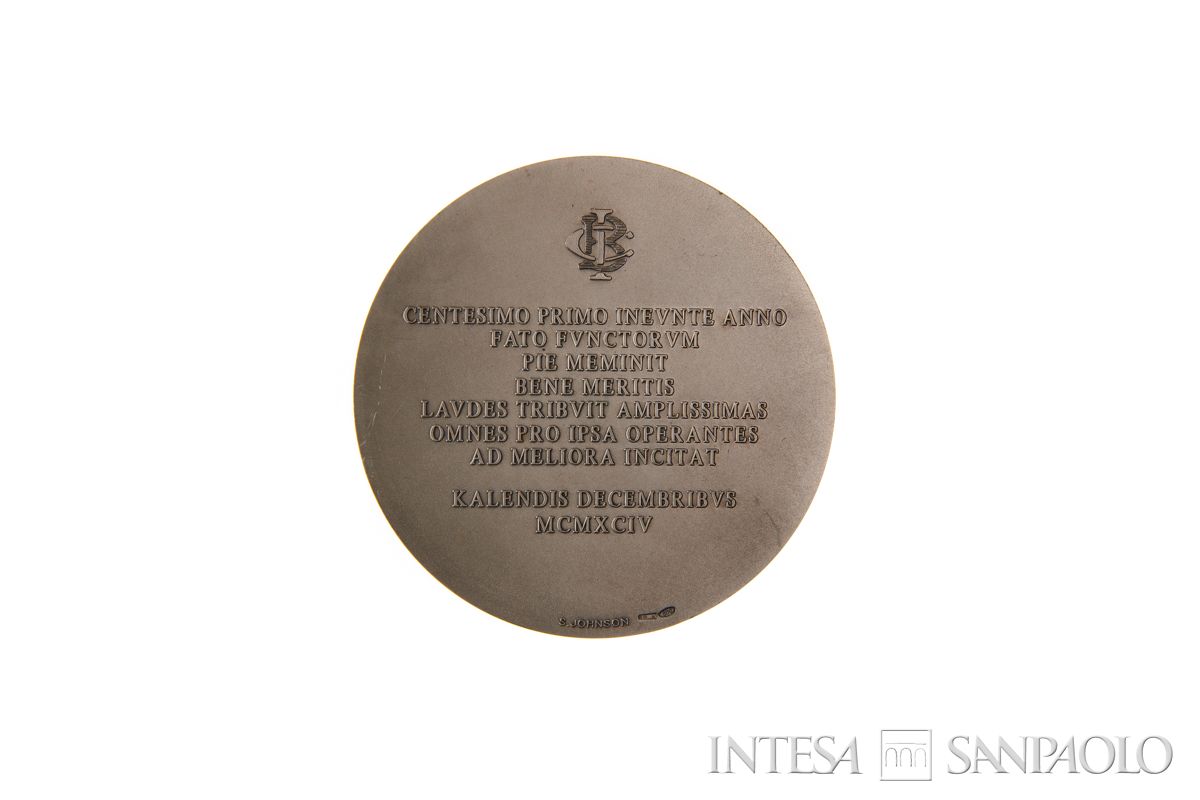 CENTESIMO PRIMO INEVNTE ANNO
FATO FVNCTORVM
PIE MEMINIT
BENE MERITIS
LAVDES TRIBVIT AMPLISSIMAS
OMNES PRO IPSA OPERANTES
AD MELIORA INCITAT
KALENDIS DECEMBRIBVS
MCMXCIV
S. JOHNSON
INTESA SANPAOLO